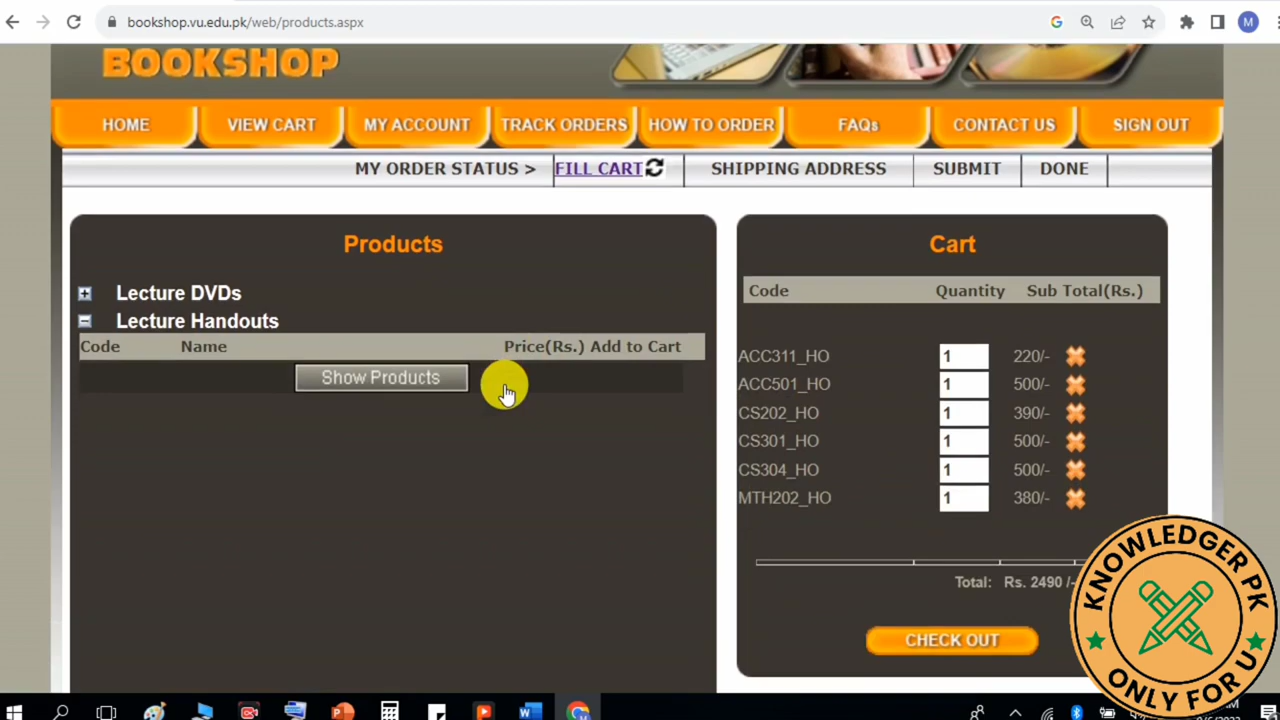 bookshop.vu.edu.pk/web/products.aspx
M
BOOKSHOP
HOME VIEW CART MY ACCOUNT TRACK ORDERS HOW TO ORDER FAQs CONTACT US SIGN OUT
MY ORDER STATUS > FILL CART SHIPPING ADDRESS SUBMIT DONE
Products
Lecture DVDs
Lecture Handouts
Code Name Price(Rs.) Add to Cart
Show Products
Cart
Code Quantity Sub Total(Rs.)
ACC311_HO 1 220/-
ACC501_HO 1 500/-
CS202_HO 1 390/-
CS301_HO 1 500/-
CS304_HO 1 500/-
MTH202_HO 1 380/-
Total: Rs. 2490 /-
CHECK OUT
KNOWLEDGER PK
ONLY FOR U